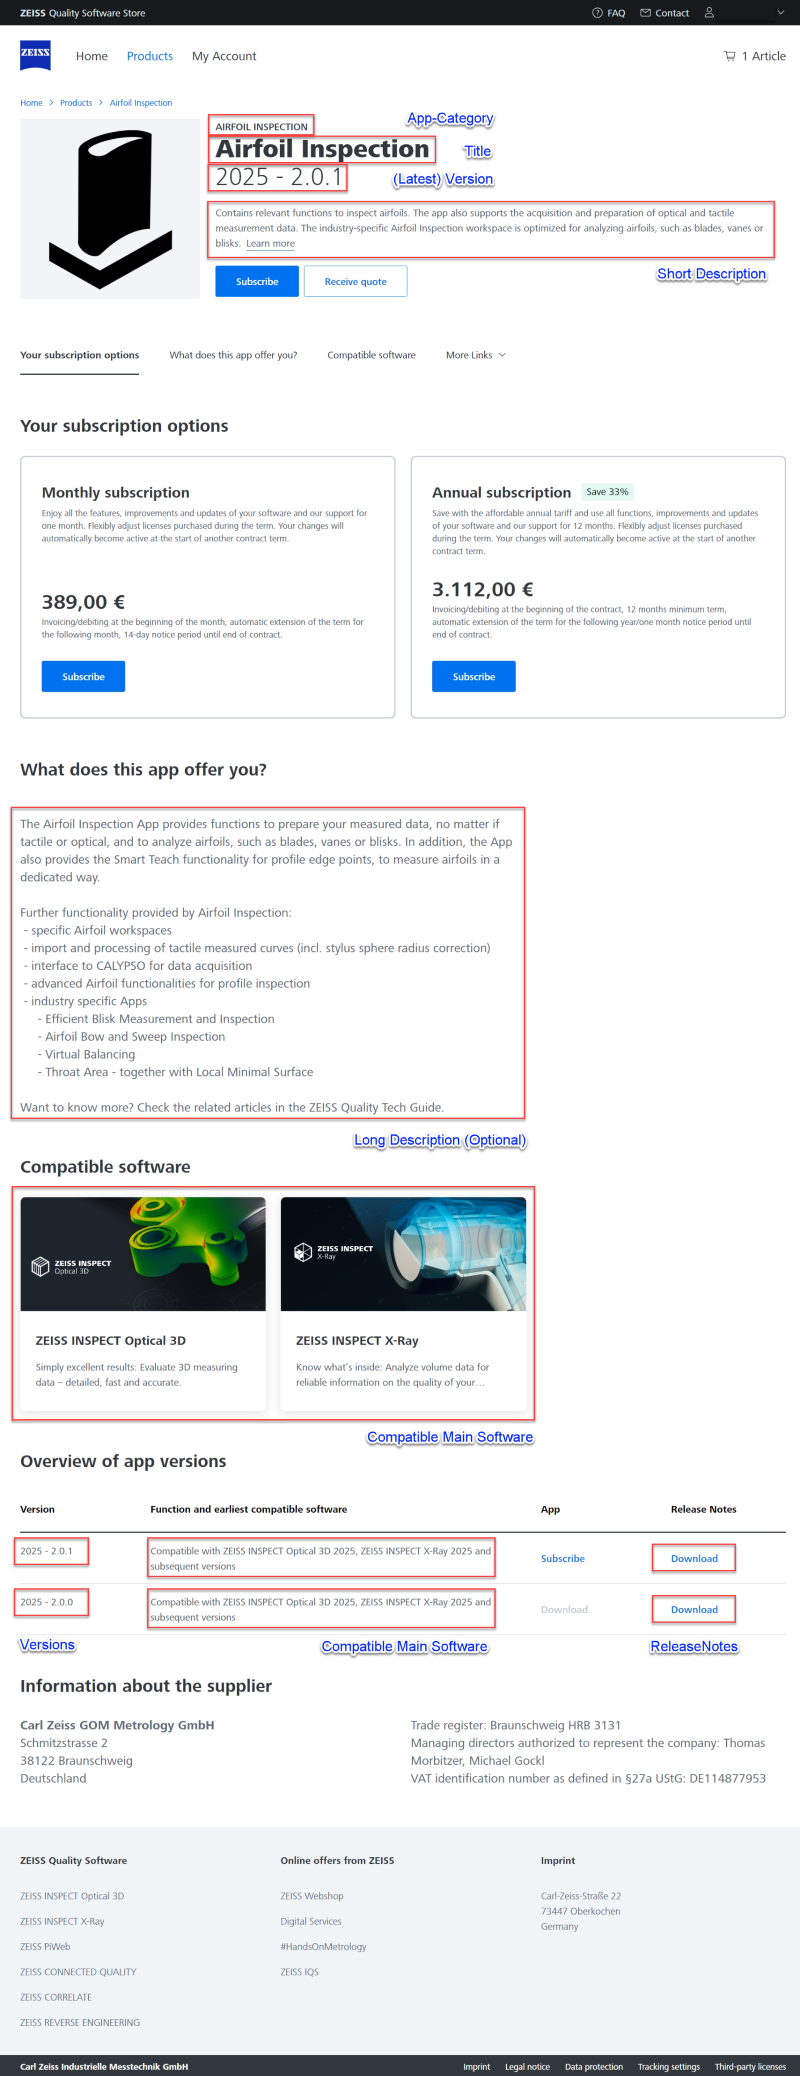 ZEISS Quality Software Store
FAQ
Contact
ZEISS
Home
Products
My Account
1 Article
Home > Products > Airfoil Inspection
AIRFOIL INSPECTION
App-Category
Airfoil Inspection
Title
2025 - 2.0.1
(Latest) Version
Contains relevant functions to inspect airfoils. The app also supports the acquisition and preparation of optical and tactile
measurement data. The industry-specific Airfoil Inspection workspace is optimized for analyzing airfoils, such as blades, vanes or
blisks. Learn more
Short Description
Subscribe
Receive quote
Your subscription options
What does this app offer you?
Compatible software
More Links
Your subscription options
Monthly subscription
Enjoy all the features, improvements and updates of your software and our support for
one month. Flexibly adjust licenses purchased during the term. Your changes will
automatically become active at the start of another contract term.
389,00 €
Invoicing/debiting at the beginning of the month, automatic extension of the term for
the following month, 14-day notice period until end of contract.
Subscribe
Annual subscription
Save 33%
Save with the affordable annual tariff and use all functions, improvements and updates
of your software and our support for 12 months. Flexibly adjust licenses purchased
during the term. Your changes will automatically become active at the start of another
contract term.
3.112,00 €
Invoicing/debiting at the beginning of the contract, 12 months minimum term,
automatic extension of the term for the following year/one month notice period until
end of contract.
Subscribe
What does this app offer you?
The Airfoil Inspection App provides functions to prepare your measured data, no matter if
tactile or optical, and to analyze airfoils, such as blades, vanes or blisks. In addition, the App
also provides the Smart Teach functionality for profile edge points, to measure airfoils in a
dedicated way.
Further functionality provided by Airfoil Inspection:
- specific Airfoil workspaces
- import and processing of tactile measured curves (incl. stylus sphere radius correction)
- interface to CALYPSO for data acquisition
- advanced Airfoil functionalities for profile inspection
- industry specific Apps
- Efficient Blisk Measurement and Inspection
- Airfoil Bow and Sweep Inspection
- Virtual Balancing
- Throat Area - together with Local Minimal Surface
Want to know more? Check the related articles in the ZEISS Quality Tech Guide.
Long Description (Optional)
Compatible software
ZEISS INSPECT
Optical 3D
ZEISS INSPECT Optical 3D
Simply excellent results: Evaluate 3D measuring
data – detailed, fast and accurate.
ZEISS INSPECT
X-Ray
ZEISS INSPECT X-Ray
Know what's inside: Analyze volume data for
reliable information on the quality of your…
Compatible Main Software
Overview of app versions
Version
Function and earliest compatible software
App
Release Notes
2025 - 2.0.1
Compatible with ZEISS INSPECT Optical 3D 2025, ZEISS INSPECT X-Ray 2025 and
subsequent versions
Subscribe
Download
2025 - 2.0.0
Compatible with ZEISS INSPECT Optical 3D 2025, ZEISS INSPECT X-Ray 2025 and
subsequent versions
Download
Download
Versions
Compatible Main Software
ReleaseNotes
Information about the supplier
Carl Zeiss GOM Metrology GmbH
Schmitzstrasse 2
38122 Braunschweig
Deutschland
Trade register: Braunschweig HRB 3131
Managing directors authorized to represent the company: Thomas
Morbitzer, Michael Gockl
VAT identification number as defined in §27a UStG: DE114877953
ZEISS Quality Software
ZEISS INSPECT Optical 3D
ZEISS INSPECT X-Ray
ZEISS PiWeb
ZEISS CONNECTED QUALITY
ZEISS CORRELATE
ZEISS REVERSE ENGINEERING
Online offers from ZEISS
ZEISS Webshop
Digital Services
#HandsOnMetrology
ZEISS IQS
Imprint
Carl-Zeiss-Straße 22
73447 Oberkochen
Germany
Carl Zeiss Industrielle Messtechnik GmbH
Imprint
Legal notice
Data protection
Tracking settings
Third-party licenses